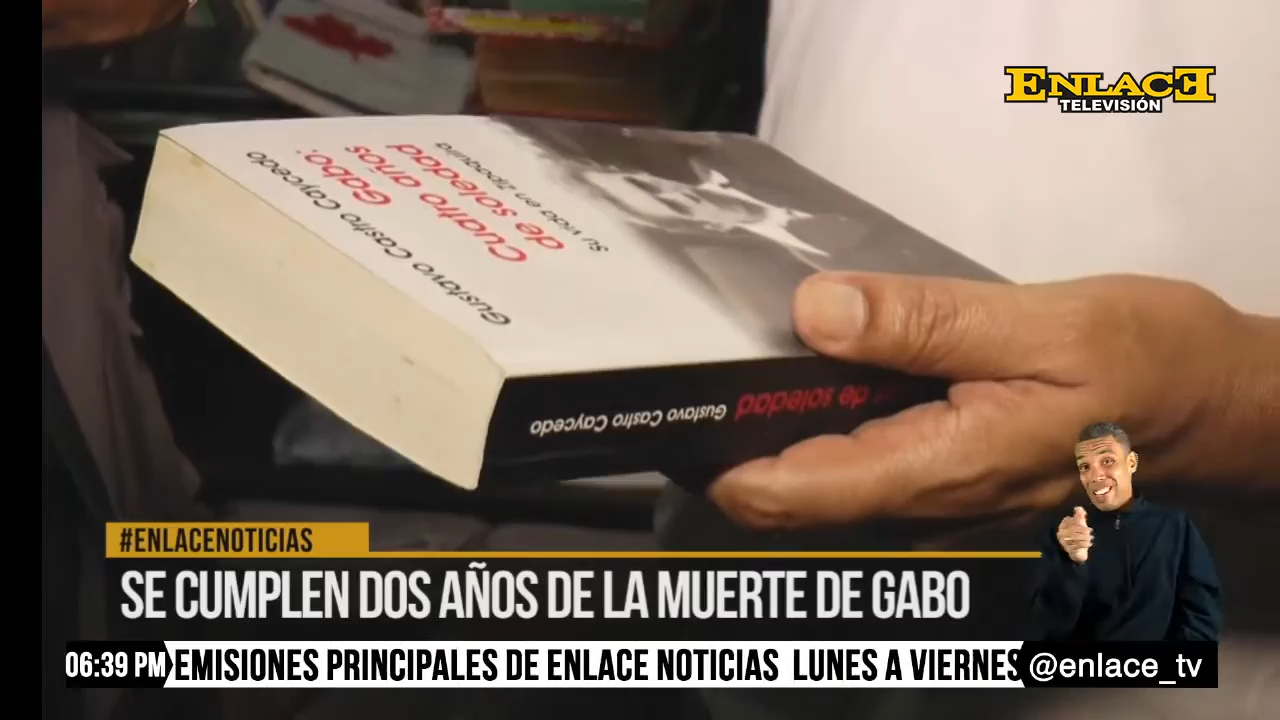 ENLACE
TELEVISIÓN
Gustavo Castro Caycedo
Gabo:
Cuatro años
de soledad
su vida en zipaquirá
Gustavo Castro Caycedo
de soledad
#ENLACENOTICIAS
SE CUMPLEN DOS AÑOS DE LA MUERTE DE GABO
06:39 PM EMISIONES PRINCIPALES DE ENLACE NOTICIAS LUNES A VIERNES @enlace_tv